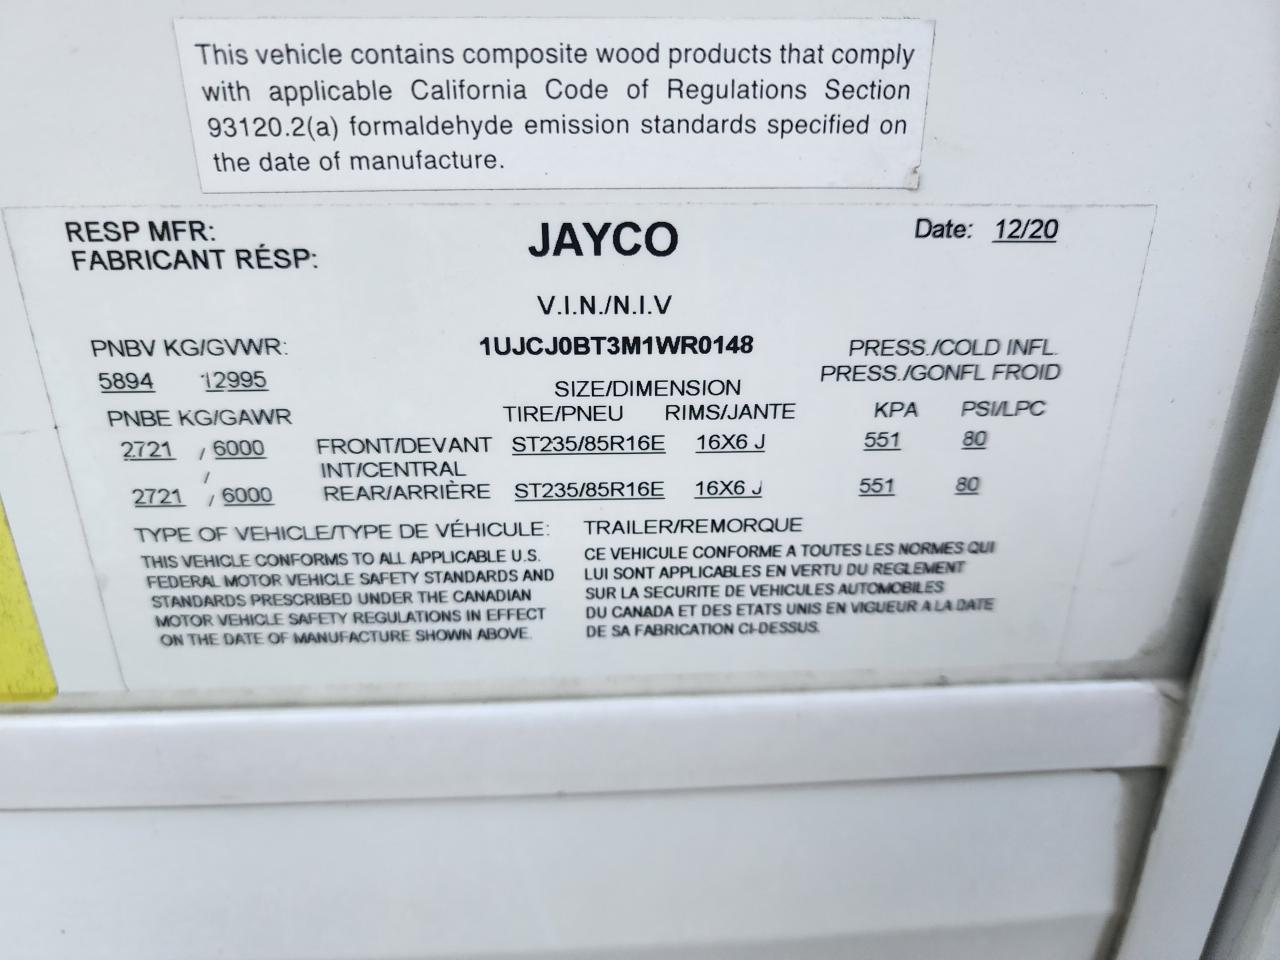 This vehicle contains composite wood products that comply
with applicable California Code of Regulations Section
93120.2(a) formaldehyde emission standards specified on
the date of manufacture.
RESP MFR: JAYCO Date: 12/20
FABRICANT RÉSP:
V.I.N./N.I.V
PNBV KG/GVWR: 1UJCJ0BT3M1WR0148 PRESS./COLD INFL.
5894 12995 SIZE/DIMENSION PRESS./GONFL FROID
PNBE KG/GAWR TIRE/PNEU RIMS/JANTE KPA PSI/LPC
2721 / 6000 FRONT/DEVANT ST235/85R16E 16X6 J 551 80
/ INT/CENTRAL
2721 / 6000 REAR/ARRIÈRE ST235/85R16E 16X6 J 551 80
TYPE OF VEHICLE/TYPE DE VÉHICULE: TRAILER/REMORQUE
THIS VEHICLE CONFORMS TO ALL APPLICABLE U.S.
FEDERAL MOTOR VEHICLE SAFETY STANDARDS AND
STANDARDS PRESCRIBED UNDER THE CANADIAN
MOTOR VEHICLE SAFETY REGULATIONS IN EFFECT
ON THE DATE OF MANUFACTURE SHOWN ABOVE.
CE VEHICULE CONFORME A TOUTES LES NORMES QUI
LUI SONT APPLICABLES EN VERTU DU REGLEMENT
SUR LA SECURITE DE VEHICULES AUTOMOBILES
DU CANADA ET DES ETATS UNIS EN VIGUEUR A LA DATE
DE SA FABRICATION CI-DESSUS.